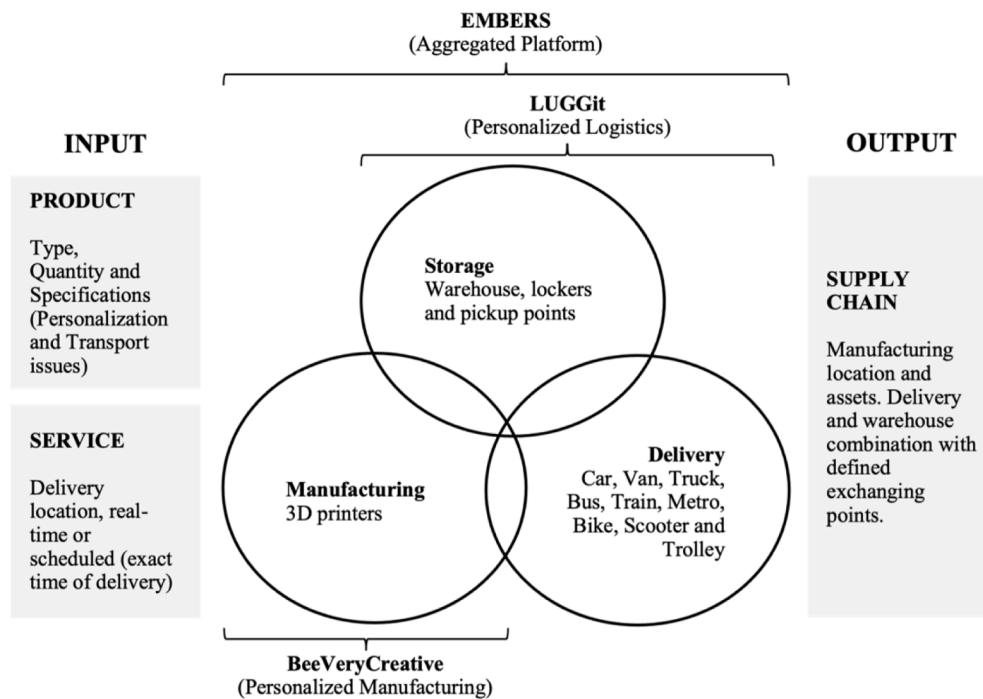 EMBERS
(Aggregated Platform)
LUGGit
(Personalized Logistics)
INPUT
PRODUCT
Type,
Quantity and
Specifications
(Personalization
and Transport
issues)
SERVICE
Delivery
location, real-
time or
scheduled (exact
time of delivery)
Storage
Warehouse, lockers
and pickup points
Manufacturing
3D printers
Delivery
Car, Van, Truck,
Bus, Train, Metro,
Bike, Scooter and
Trolley
BeeVeryCreative
(Personalized Manufacturing)
OUTPUT
SUPPLY
CHAIN
Manufacturing
location and
assets. Delivery
and warehouse
combination with
defined
exchanging
points.